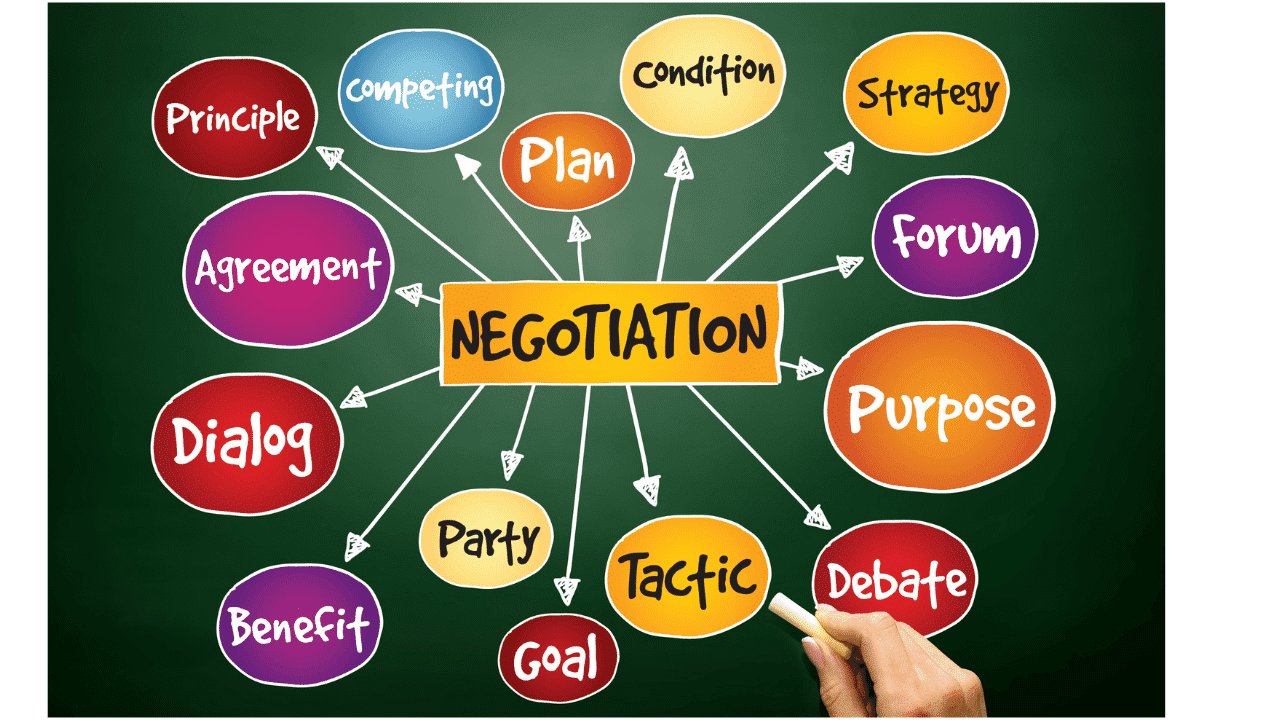 Principle
competing
Plan
Condition
Strategy
Agreement
Forum
NEGOTIATION
Purpose
Dialog
Party
Tactic
Debate
Benefit
Goal